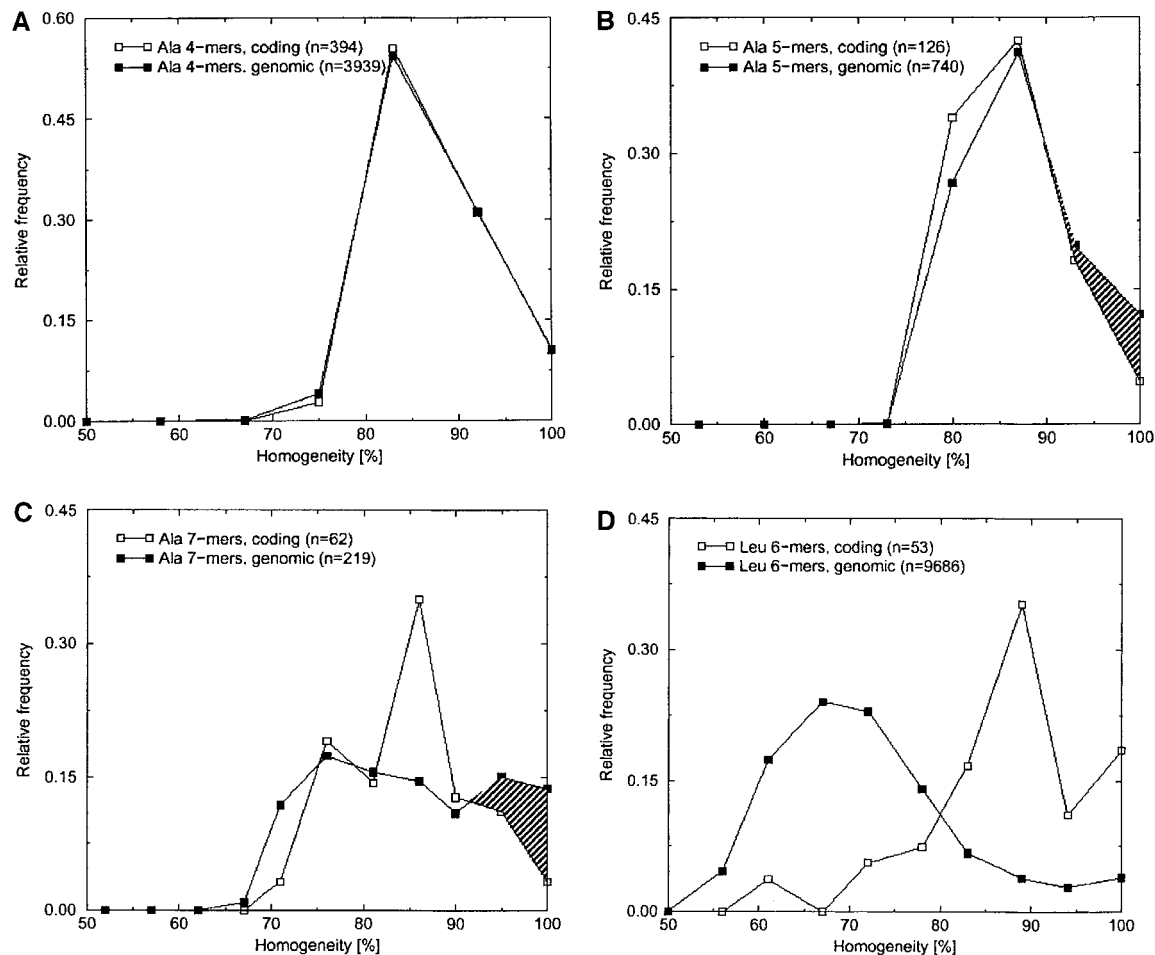 A
Ala 4-mers, coding (n=394)
Ala 4-mers. genomic (n=3939)
Relative frequency
0.60
0.45
0.30
0.15
0.00
50 60 70 80 90 100
Homogeneity [%]
B
Ala 5-mers, coding (n=126)
Ala 5-mers, genomic (n=740)
Relative frequency
0.45
0.30
0.15
0.00
50 60 70 80 90 100
Homogeneity [%]
C
Ala 7-mers, coding (n=62)
Ala 7-mers, genomic (n=219)
Relative frequency
0.45
0.30
0.15
0.00
50 60 70 80 90 100
Homogeneity [%]
D
Leu 6-mers, coding (n=53)
Leu 6-mers, genomic (n=9686)
Relative frequency
0.45
0.30
0.15
0.00
50 60 70 80 90 100
Homogeneity [%]